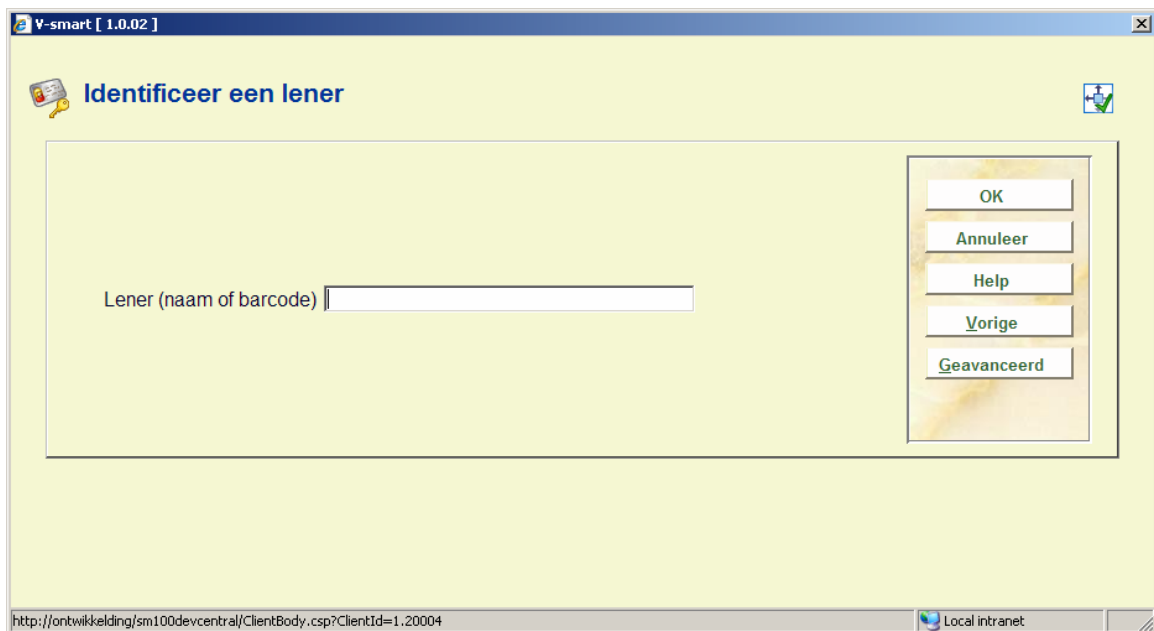 V-smart [ 1.0.02 ]
Identificeer een lener
OK
Annuleer
Help
Lener (naam of barcode)
Vorige
Geavanceerd
http://ontwikkelding/sm100devcentral/ClientBody.csp?ClientId=1.20004
Local intranet